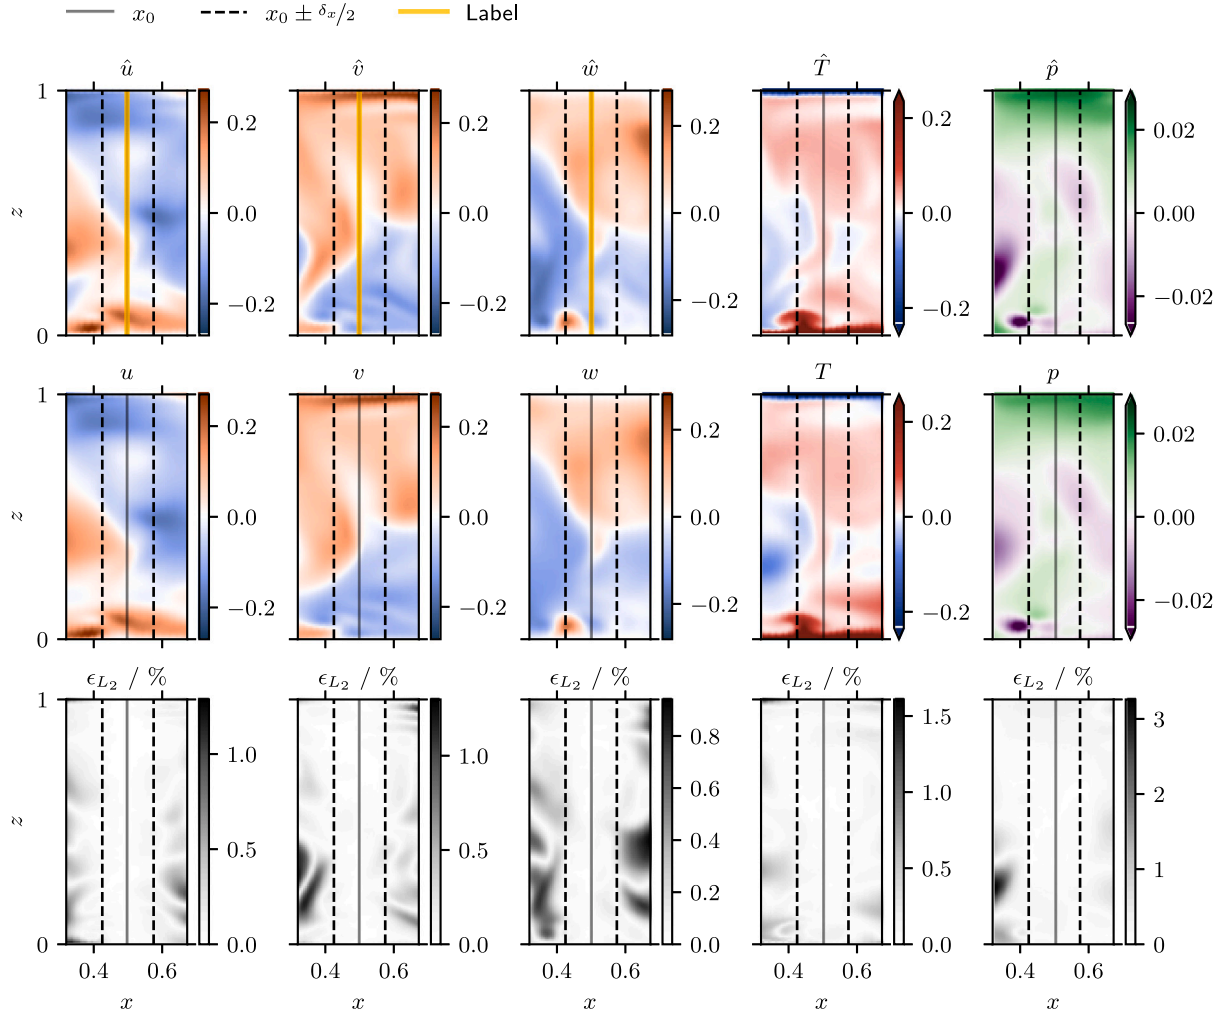 x₀ x₀ ± δₓ/2 Label
û v̂ ŵ T̂ p̂
1 0.2 0.2 0.2 0.2 0.02
z 0.0 0.0 0.0 0.0 0.00
0 −0.2 −0.2 −0.2 −0.2 −0.02
u v w T p
1 0.2 0.2 0.2 0.2 0.02
z 0.0 0.0 0.0 0.0 0.00
0 −0.2 −0.2 −0.2 −0.2 −0.02
ϵ_L₂ / % ϵ_L₂ / % ϵ_L₂ / % ϵ_L₂ / % ϵ_L₂ / %
1 1.0 1.0 0.8 1.5 3
z 0.5 0.5 0.6 1.0 2
0.4 0.5 1
0.2
0 0.0 0.0 0.0 0.0 0
0.4 0.6 0.4 0.6 0.4 0.6 0.4 0.6 0.4 0.6
x x x x x